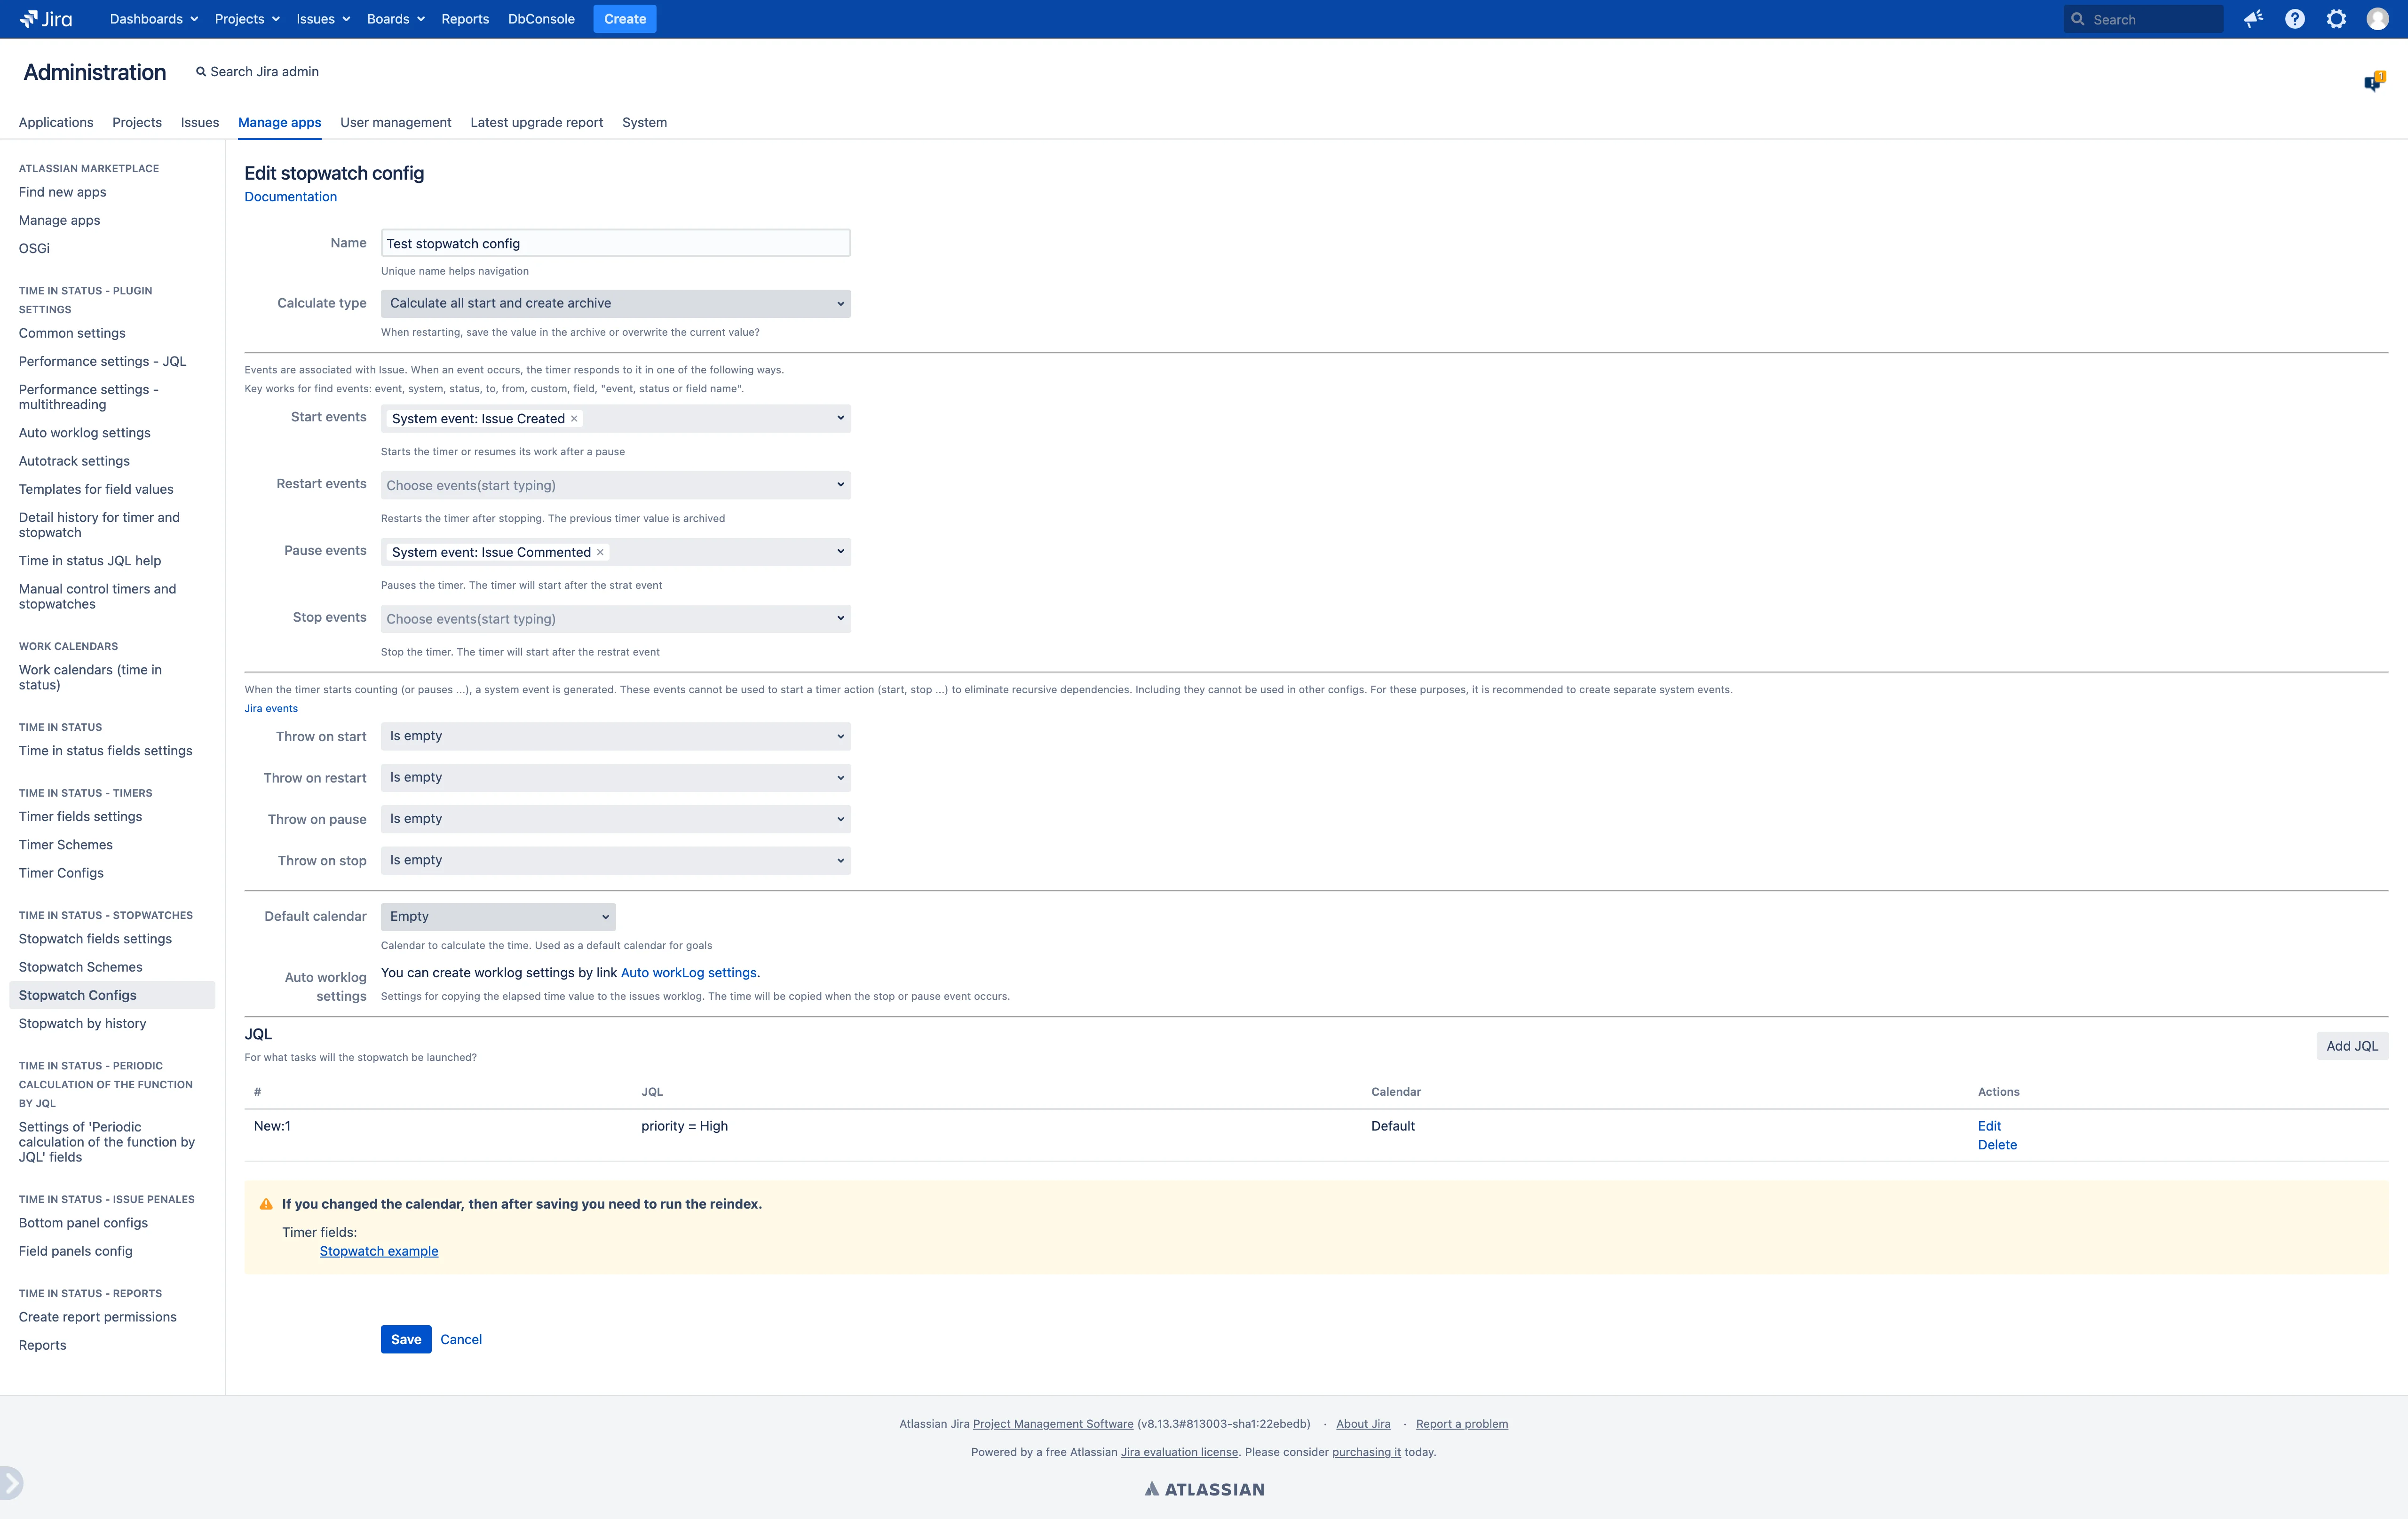 Jira
Dashboards Projects Issues Boards Reports DbConsole Create Search
Administration Search Jira admin
1
Applications Projects Issues Manage apps User management Latest upgrade report System
ATLASSIAN MARKETPLACE
Find new apps
Manage apps
OSGi
TIME IN STATUS - PLUGIN
SETTINGS
Common settings
Performance settings - JQL
Performance settings -
multithreading
Auto worklog settings
Autotrack settings
Templates for field values
Detail history for timer and
stopwatch
Time in status JQL help
Manual control timers and
stopwatches
WORK CALENDARS
Work calendars (time in
status)
TIME IN STATUS
Time in status fields settings
TIME IN STATUS - TIMERS
Timer fields settings
Timer Schemes
Timer Configs
TIME IN STATUS - STOPWATCHES
Stopwatch fields settings
Stopwatch Schemes
Stopwatch Configs
Stopwatch by history
TIME IN STATUS - PERIODIC
CALCULATION OF THE FUNCTION
BY JQL
Settings of 'Periodic
calculation of the function by
JQL' fields
TIME IN STATUS - ISSUE PENALES
Bottom panel configs
Field panels config
TIME IN STATUS - REPORTS
Create report permissions
Reports
Edit stopwatch config
Documentation
Name Test stopwatch config
Unique name helps navigation
Calculate type Calculate all start and create archive
When restarting, save the value in the archive or overwrite the current value?
Events are associated with Issue. When an event occurs, the timer responds to it in one of the following ways.
Key works for find events: event, system, status, to, from, custom, field, "event, status or field name".
Start events System event: Issue Created ×
Starts the timer or resumes its work after a pause
Restart events Choose events(start typing)
Restarts the timer after stopping. The previous timer value is archived
Pause events System event: Issue Commented ×
Pauses the timer. The timer will start after the strat event
Stop events Choose events(start typing)
Stop the timer. The timer will start after the restrat event
When the timer starts counting (or pauses ...), a system event is generated. These events cannot be used to start a timer action (start, stop ...) to eliminate recursive dependencies. Including they cannot be used in other configs. For these purposes, it is recommended to create separate system events.
Jira events
Throw on start Is empty
Throw on restart Is empty
Throw on pause Is empty
Throw on stop Is empty
Default calendar Empty
Calendar to calculate the time. Used as a default calendar for goals
Auto worklog You can create worklog settings by link Auto workLog settings.
settings Settings for copying the elapsed time value to the issues worklog. The time will be copied when the stop or pause event occurs.
JQL
Add JQL
For what tasks will the stopwatch be launched?
# JQL Calendar Actions
New:1 priority = High Default Edit
Delete
If you changed the calendar, then after saving you need to run the reindex.
Timer fields:
Stopwatch example
Save Cancel
Atlassian Jira Project Management Software (v8.13.3#813003-sha1:22ebedb) · About Jira · Report a problem
Powered by a free Atlassian Jira evaluation license. Please consider purchasing it today.
ATLASSIAN